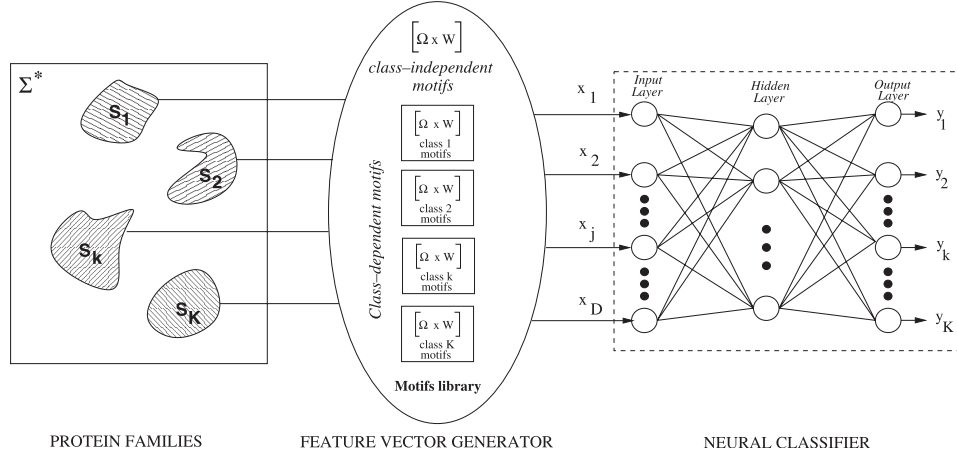 Σ*
S1
S2
Sk
SK
[Ω x W]
class–independent
motifs
Class–dependent motifs
[Ω x W]
class 1
motifs
[Ω x W]
class 2
motifs
[Ω x W]
class k
motifs
[Ω x W]
class K
motifs
Motifs library
x1
x2
xj
xD
Input
Layer
Hidden
Layer
Output
Layer
y1
y2
yk
yK
PROTEIN FAMILIES
FEATURE VECTOR GENERATOR
NEURAL CLASSIFIER